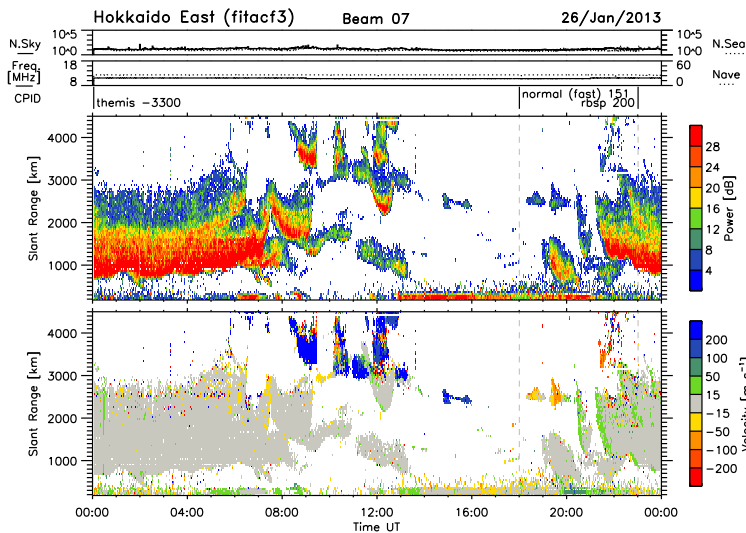 Hokkaido East (fitacf3) Beam 07 26/Jan/2013
N.Sky 10^5 10^0 10^5 10^0 N.Sea
Freq. [MHz] 18 8 60 0 Nave
CPID themis -3300 normal (fast) 151 rbsp 200
Slant Range [km] 4000 3000 2000 1000
28 24 20 16 12 8 4 Power [dB]
Slant Range [km] 4000 3000 2000 1000
200 100 50 15 -15 -50 -100 -200 Velocity [m s^-1]
00:00 04:00 08:00 12:00 16:00 20:00 00:00
Time UT